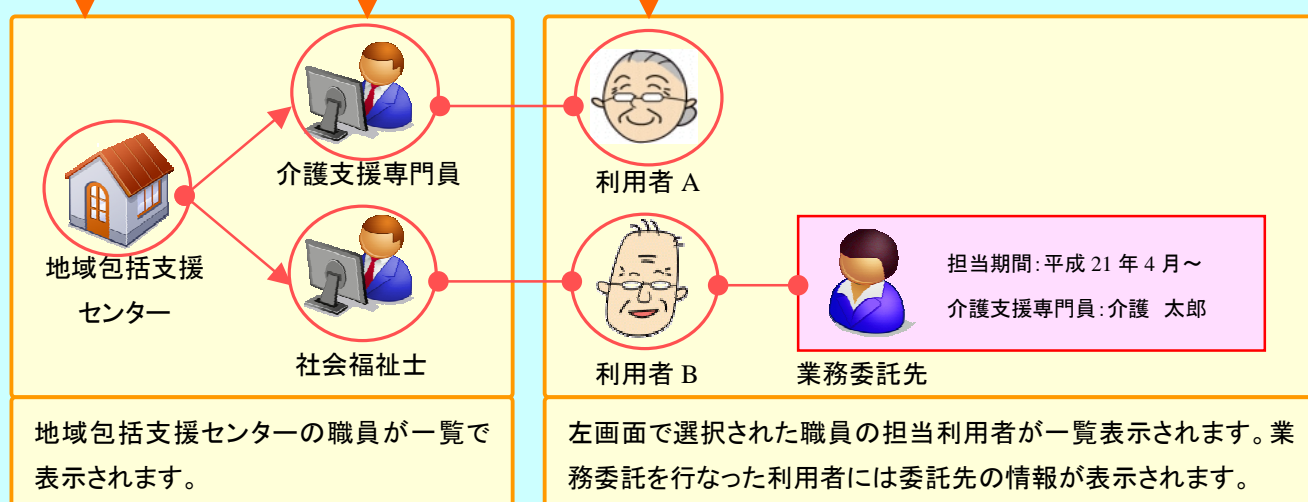 介護支援専門員
利用者 A
地域包括支援
センター
担当期間:平成 21 年 4 月～
介護支援専門員:介護 太郎
社会福祉士
利用者 B
業務委託先
地域包括支援センターの職員が一覧で
表示されます。
左画面で選択された職員の担当利用者が一覧表示されます。業
務委託を行なった利用者には委託先の情報が表示されます。